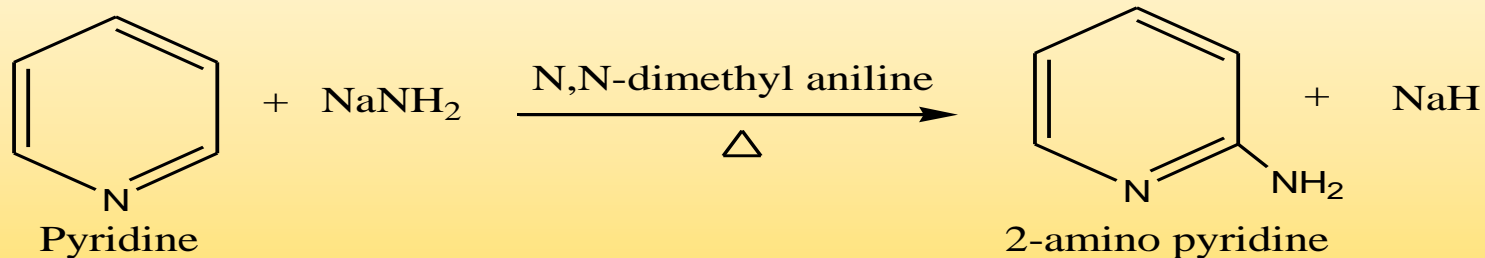 N,N-dimethyl aniline
+ NaNH₂ + NaH
△
N N NH₂
Pyridine 2-amino pyridine